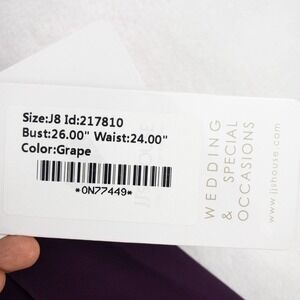 Size:J8 Id:217810
Bust:26.00" Waist:24.00"
Color:Grape
*0N77449*
WEDDING
& SPECIAL
OCCASIONS
www.jjshouse.com